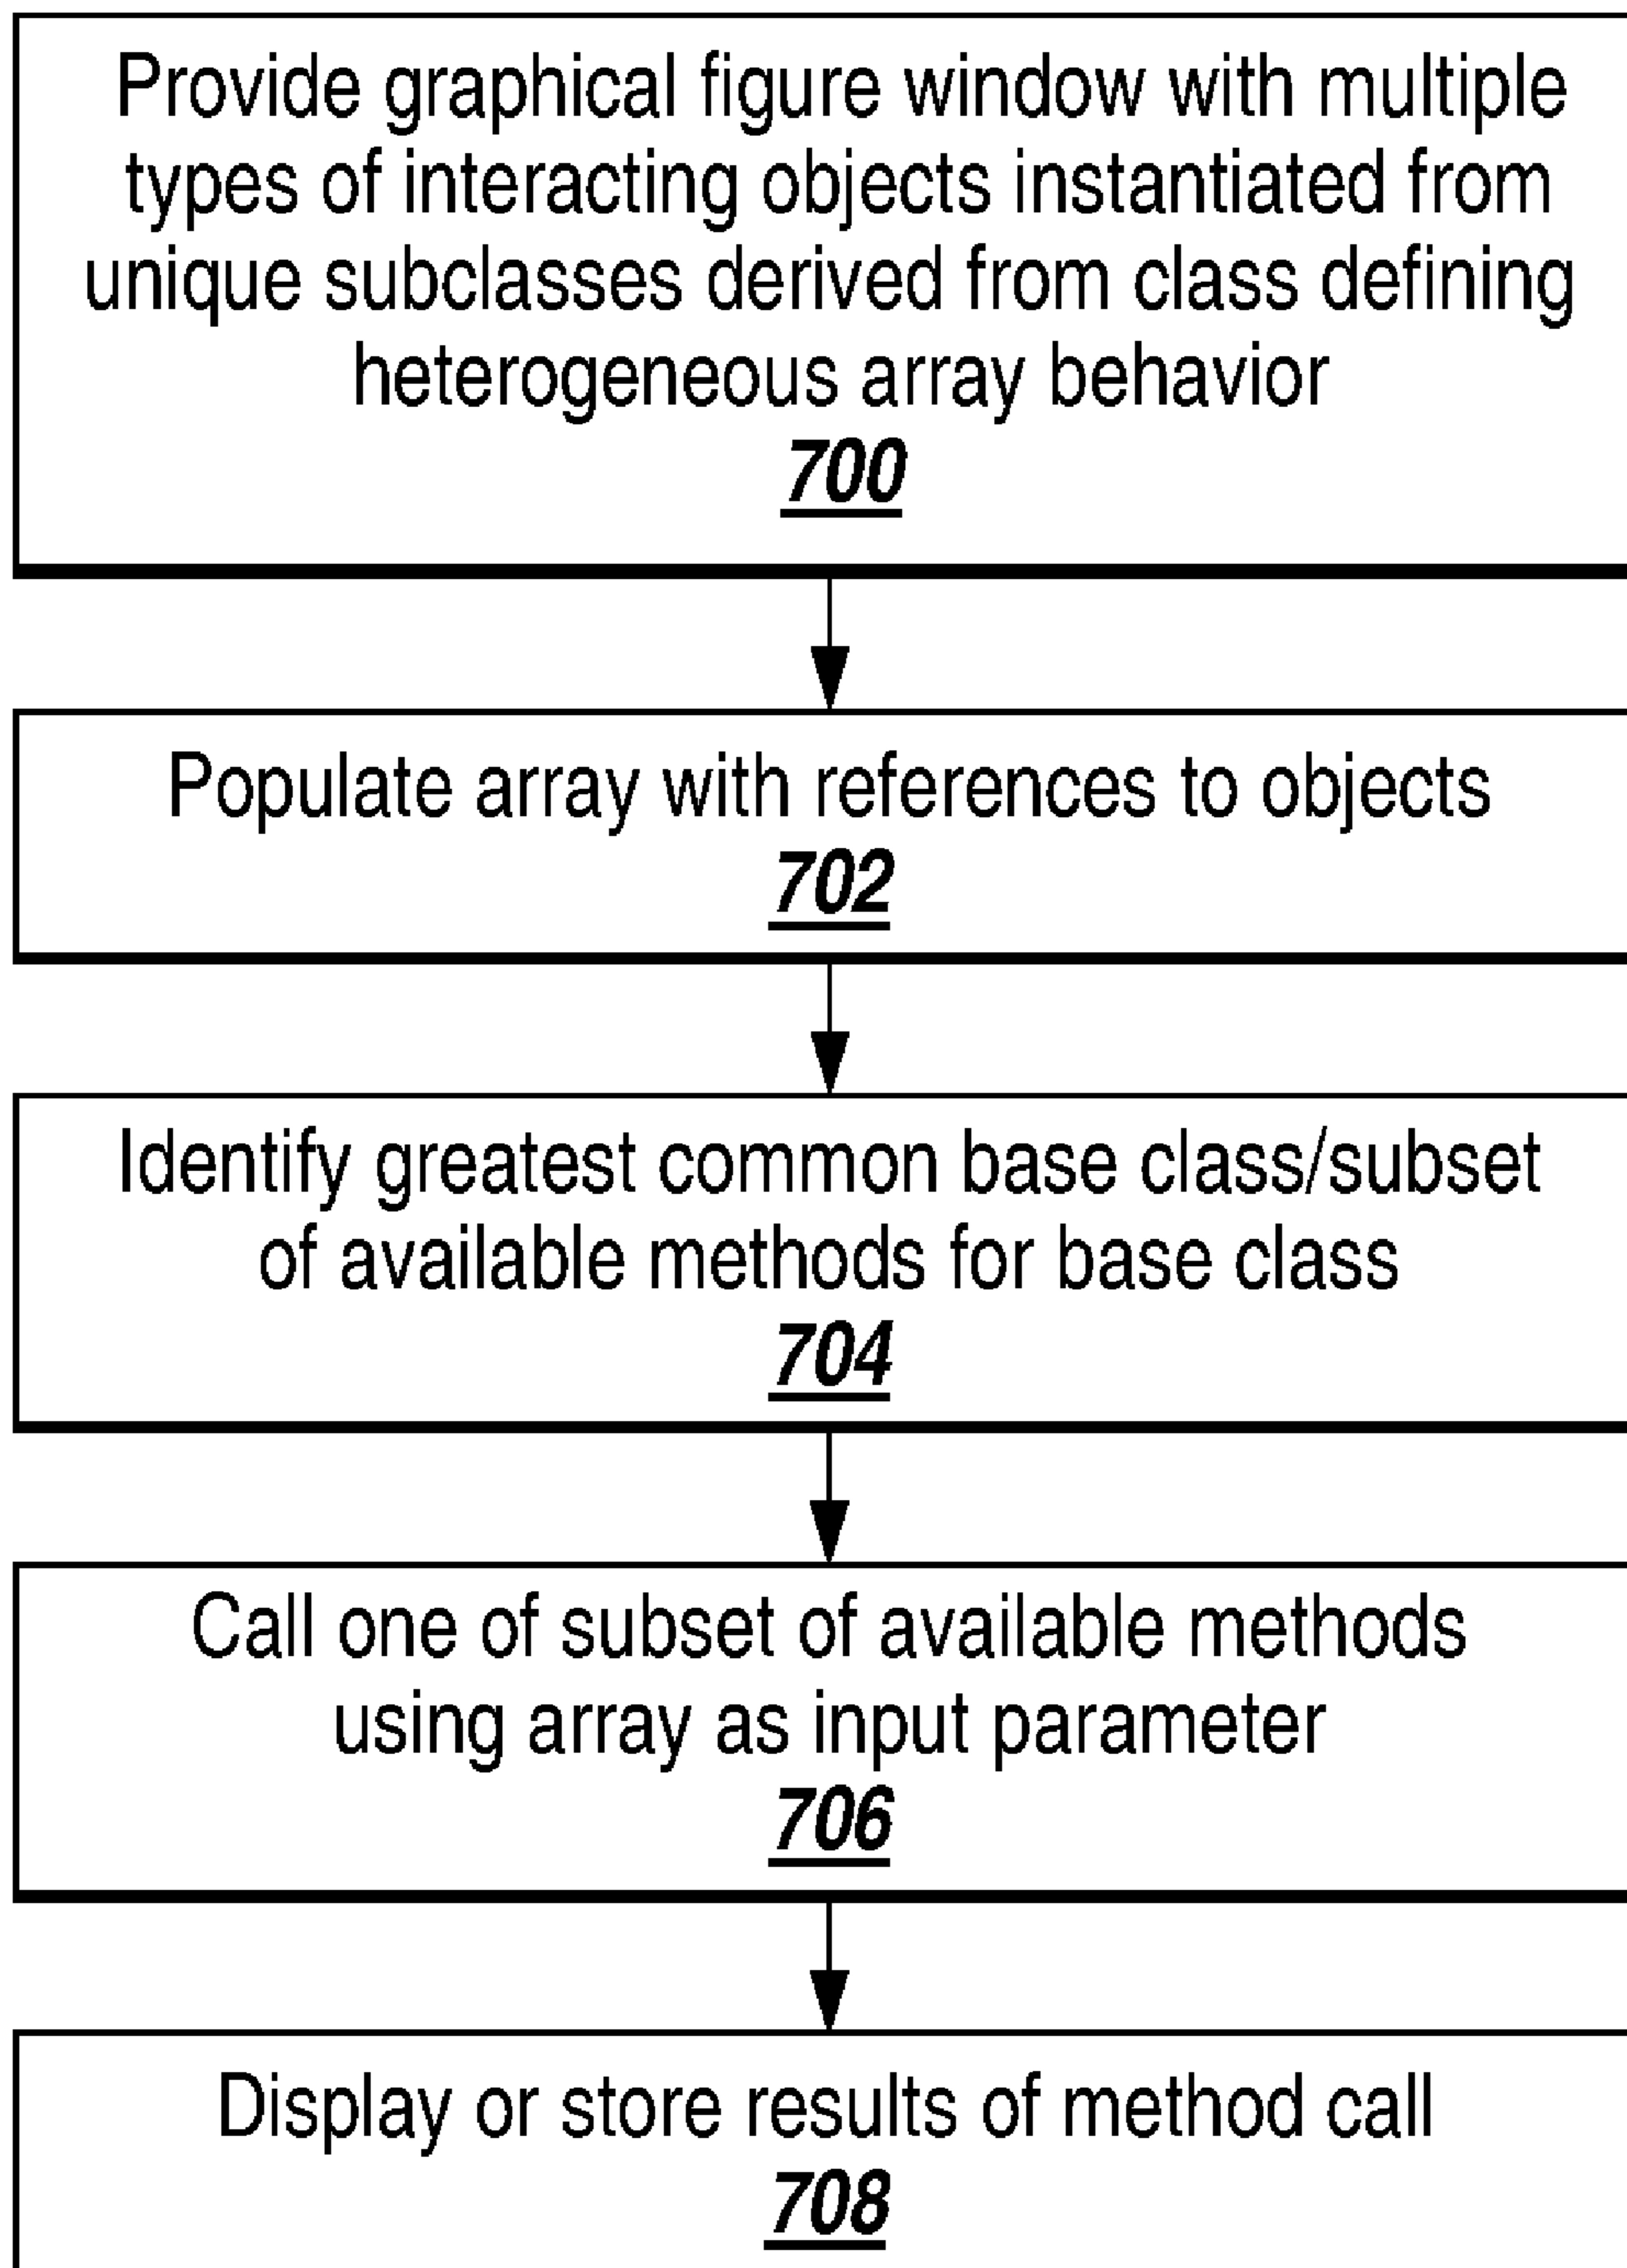 Provide graphical figure window with multiple
types of interacting objects instantiated from
unique subclasses derived from class defining
heterogeneous array behavior
700
Populate array with references to objects
702
Identify greatest common base class/subset
of available methods for base class
704
Call one of subset of available methods
using array as input parameter
706
Display or store results of method call
708